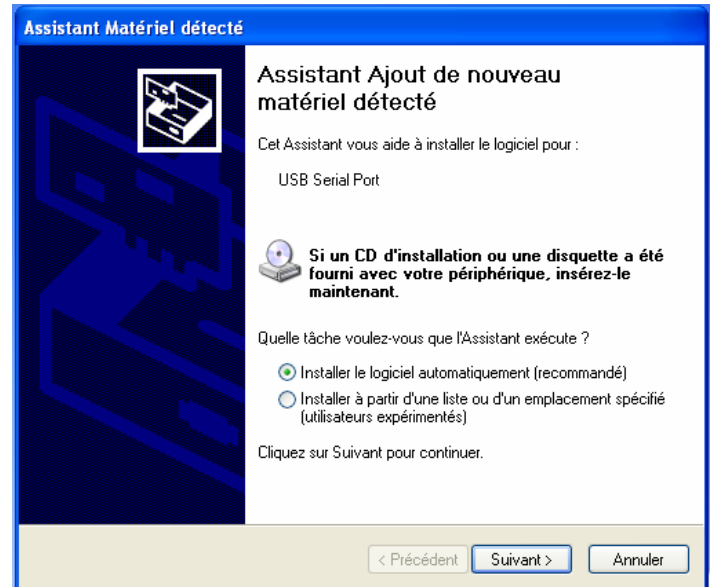 Assistant Matériel détecté
Assistant Ajout de nouveau
matériel détecté
Cet Assistant vous aide à installer le logiciel pour :
USB Serial Port
Si un CD d'installation ou une disquette a été
fourni avec votre périphérique, insérez-le
maintenant.
Quelle tâche voulez-vous que l'Assistant exécute ?
Installer le logiciel automatiquement (recommandé)
Installer à partir d'une liste ou d'un emplacement spécifié
(utilisateurs expérimentés)
Cliquez sur Suivant pour continuer.
< Précédent
Suivant >
Annuler